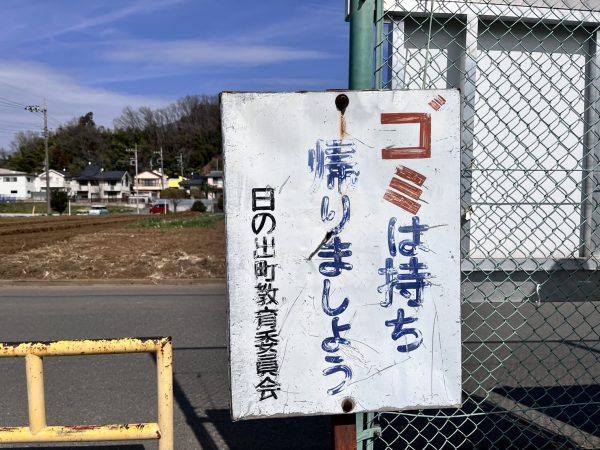 ゴミは持ち
帰りましょう
日の出町教育委員会